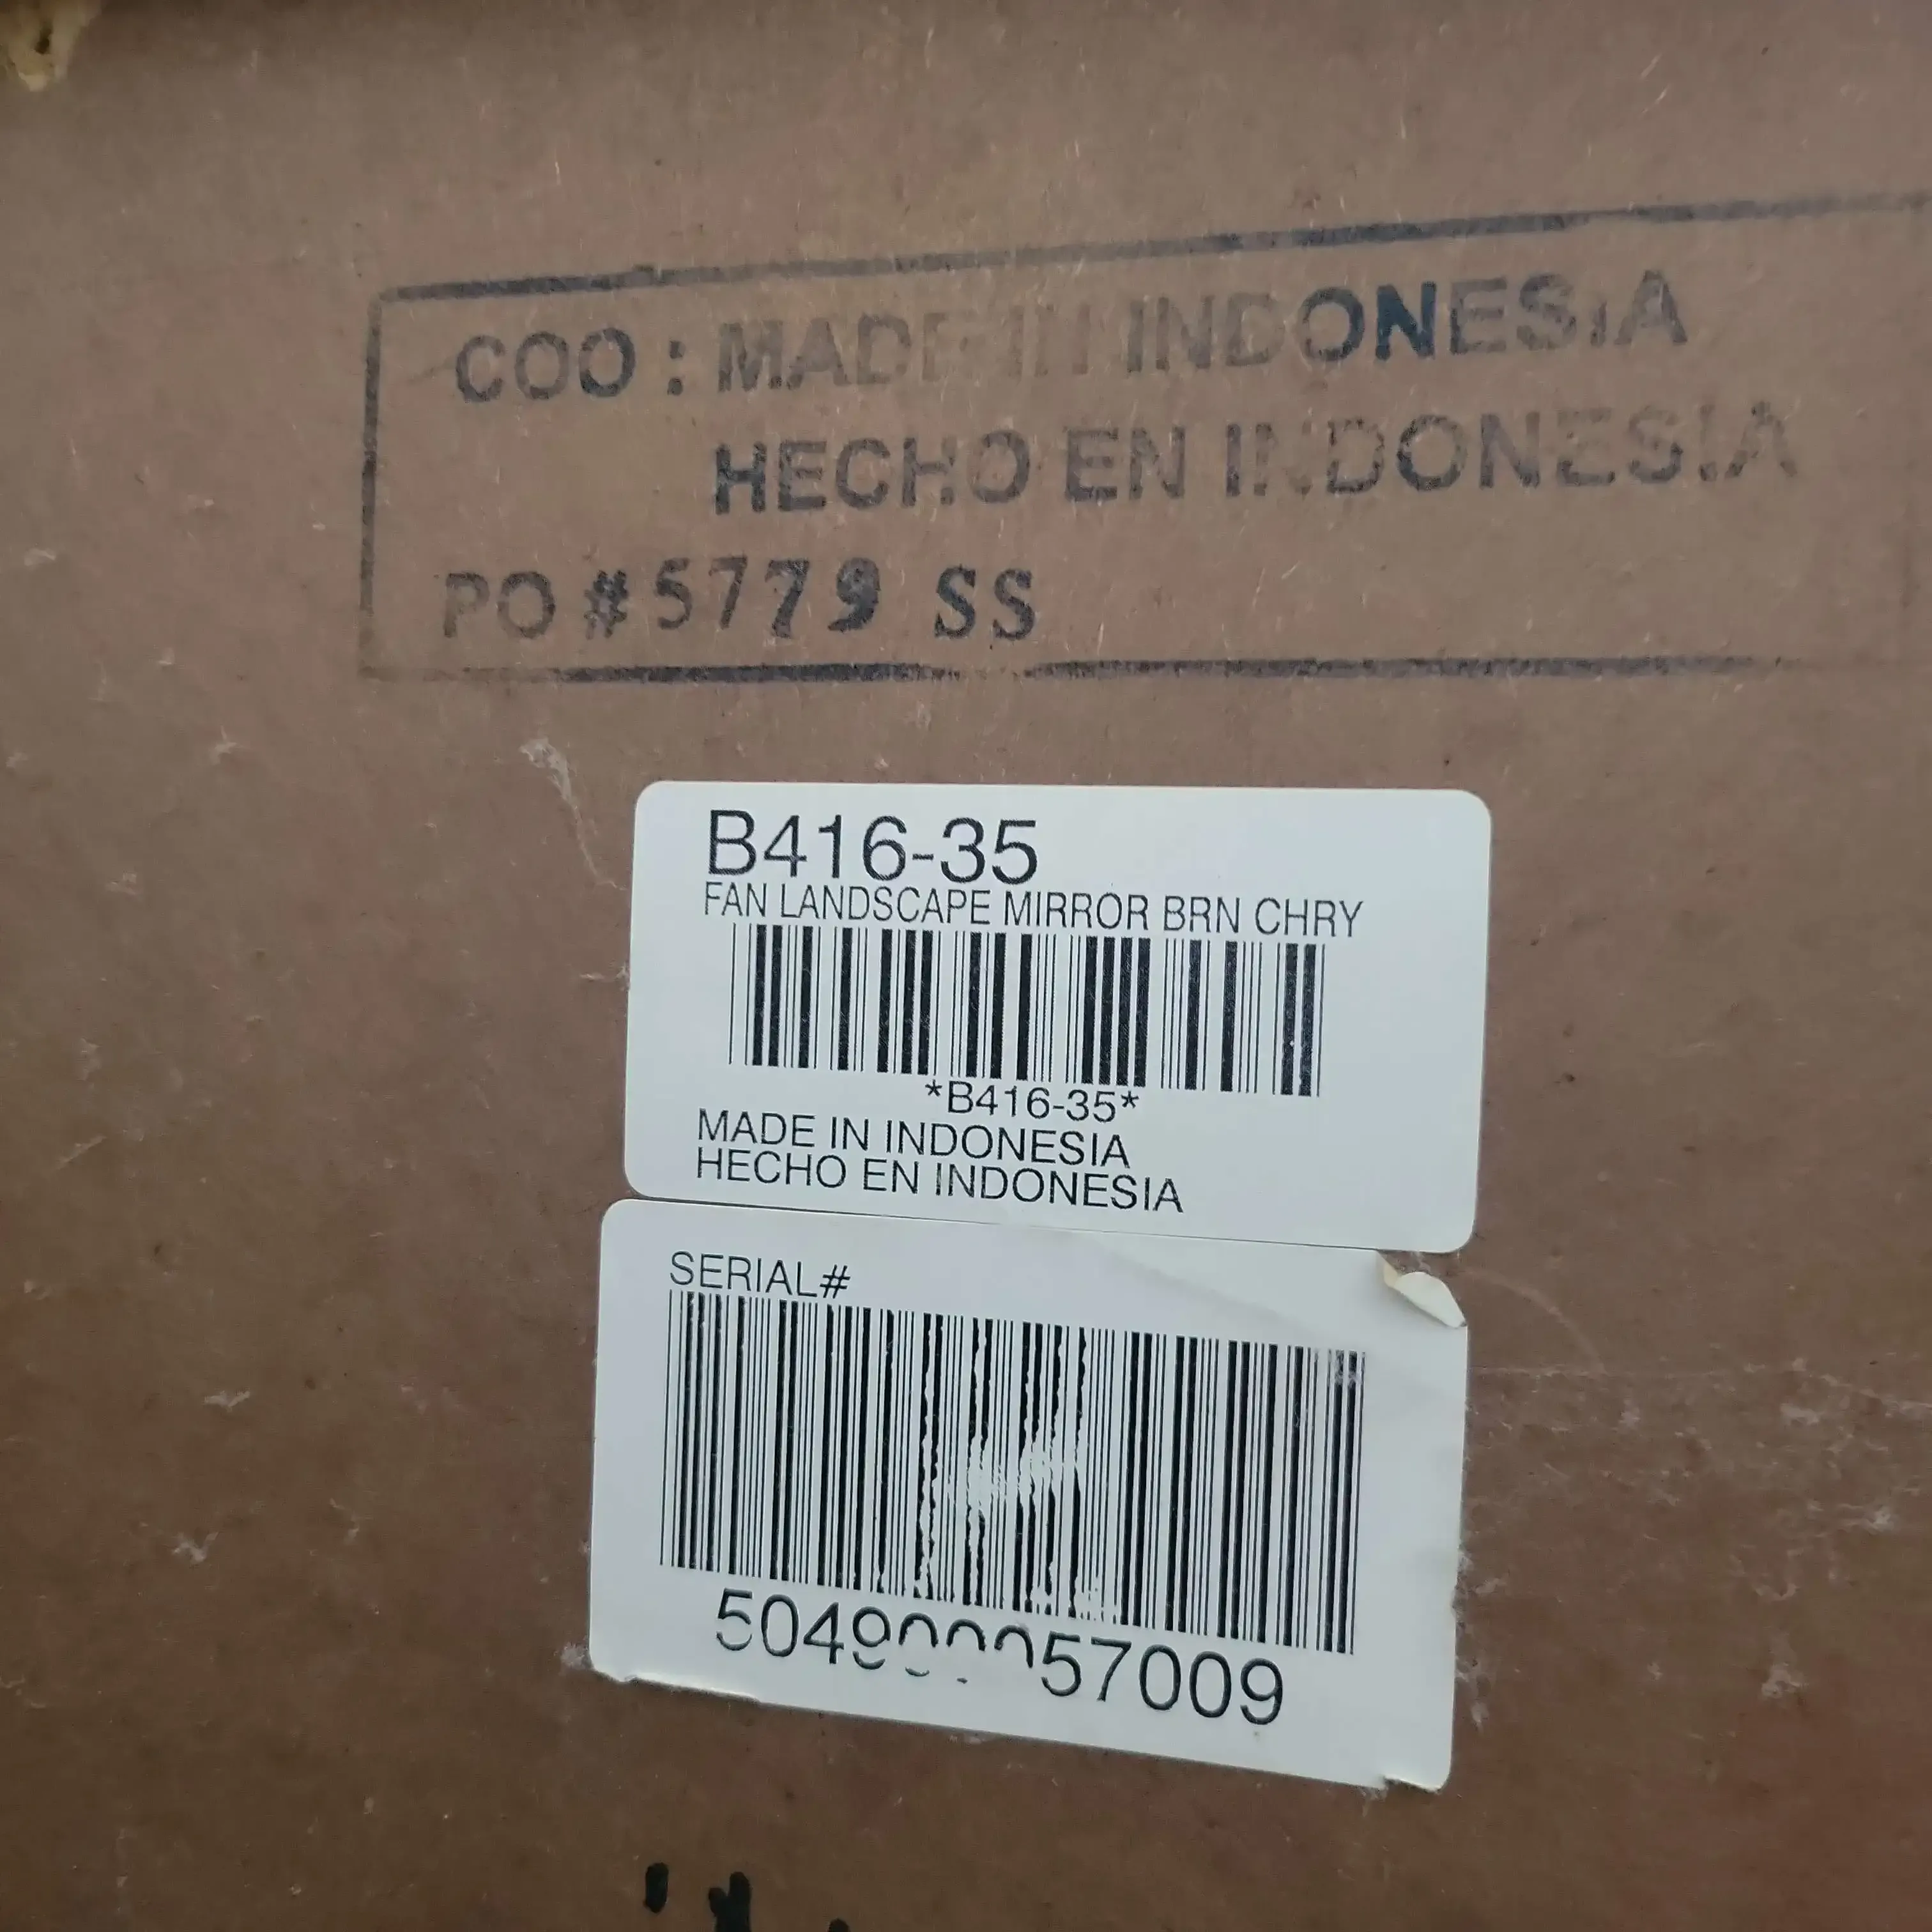 COO : MADE IN INDONESIA
HECHO EN INDONESIA
PO #5779 SS
B416-35
FAN LANDSCAPE MIRROR BRN CHRY
*B416-35*
MADE IN INDONESIA
HECHO EN INDONESIA
SERIAL#